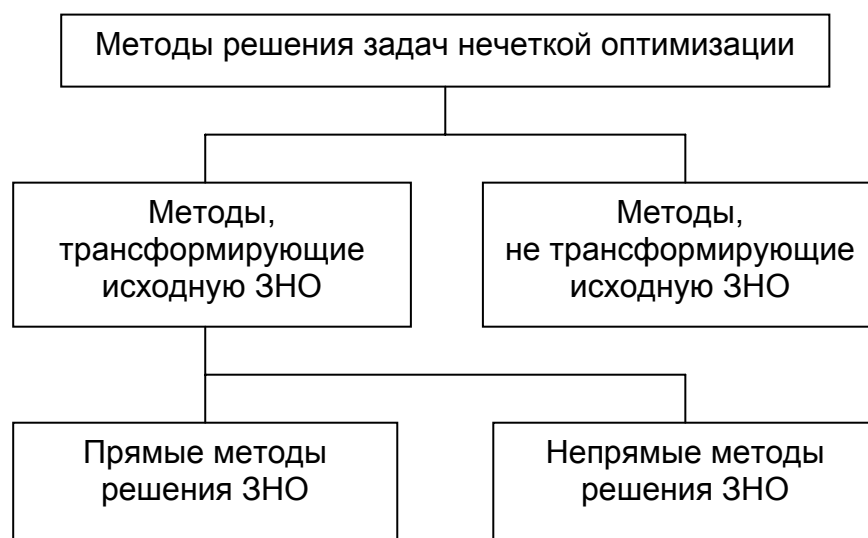 Методы решения задач нечеткой оптимизации
Методы,
трансформирующие
исходную ЗНО
Методы,
не трансформирующие
исходную ЗНО
Прямые методы
решения ЗНО
Непрямые методы
решения ЗНО